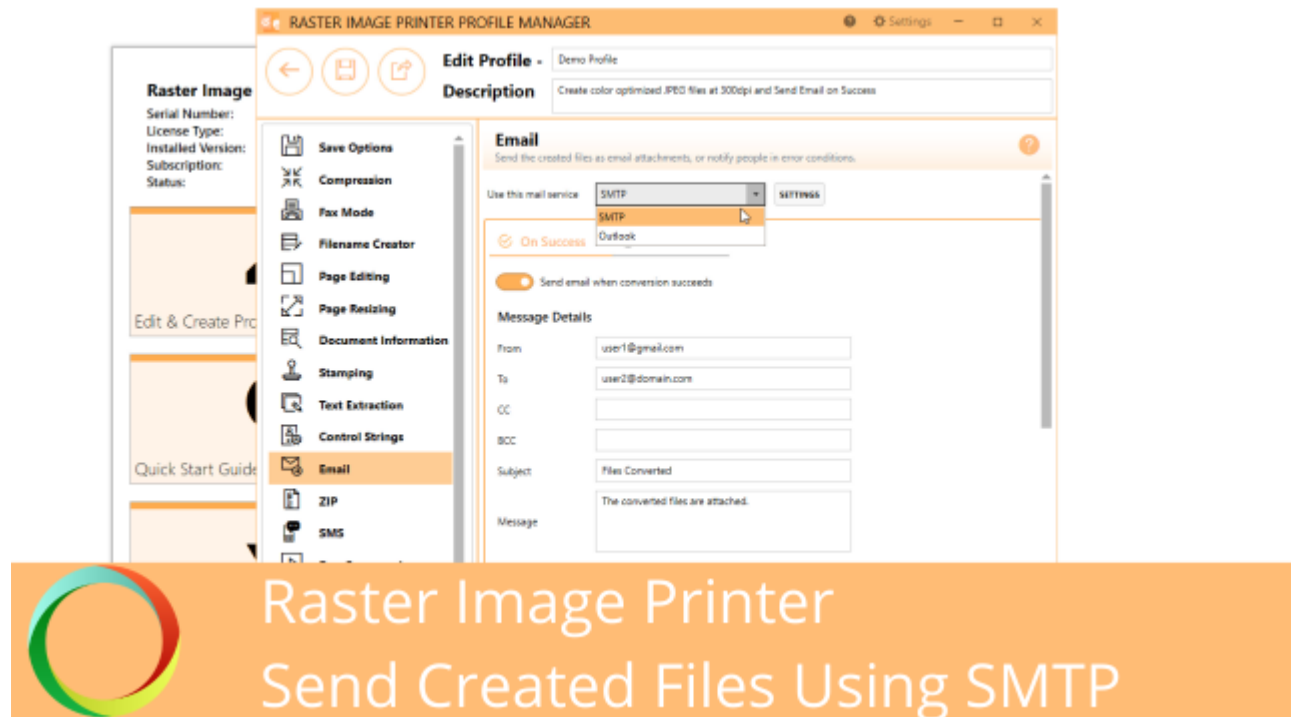 RASTER IMAGE PRINTER PROFILE MANAGER
Settings
Edit Profile - Demo Profile
Description Create color optimized JPEG files at 300dpi and Send Email on Success
Raster Image
Serial Number:
License Type:
Installed Version:
Subscription:
Status:
Edit & Create Pro
Quick Start Guide
Save Options
Compression
Fax Mode
Filename Creator
Page Editing
Page Resizing
Document Information
Stamping
Text Extraction
Control Strings
Email
ZIP
SMS
Email
Send the created files as email attachments, or notify people in error conditions.
Use this mail service SMTP SETTINGS
SMTP
Outlook
On Success
Send email when conversion succeeds
Message Details
From user1@gmail.com
To user2@domain.com
CC
BCC
Subject Files Converted
Message The converted files are attached.
Raster Image Printer
Send Created Files Using SMTP